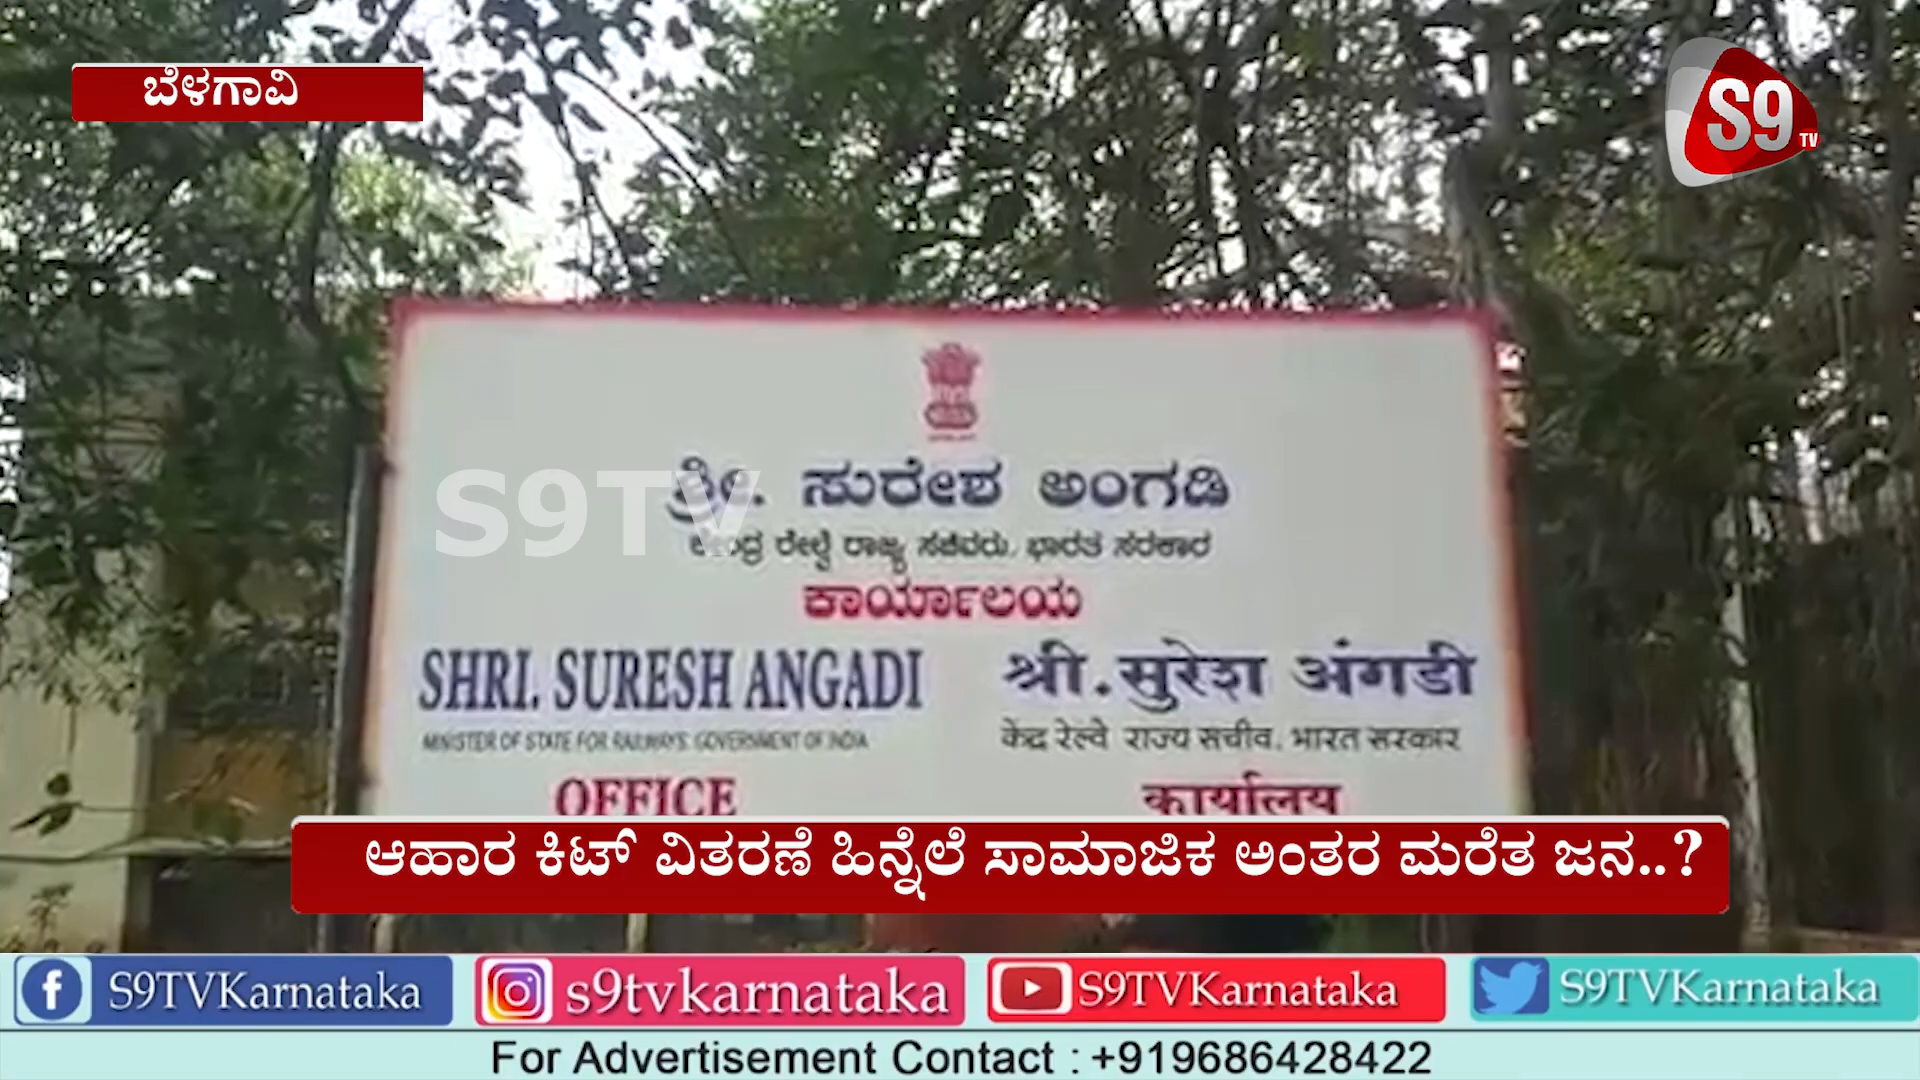 ಬೆಳಗಾವಿ
S9 TV
ಶ್ರೀ. ಸುರೇಶ ಅಂಗಡಿ
S9TV
ಕೇಂದ್ರ ರೇಲ್ವೆ ರಾಜ್ಯ ಸಚಿವರು, ಭಾರತ ಸರಕಾರ
ಕಾರ್ಯಾಲಯ
SHRI. SURESH ANGADI श्री. सुरेश अंगडी
MINISTER OF STATE FOR RAILWAYS, GOVERNMENT OF INDIA केंद्र रेल्वे राज्य सचीव, भारत सरकार
OFFICE कार्यालय
ಆಹಾರ ಕಿಟ್ ವಿತರಣೆ ಹಿನ್ನೆಲೆ ಸಾಮಾಜಿಕ ಅಂತರ ಮರೆತ ಜನ..?
S9TVKarnataka s9tvkarnataka S9TVKarnataka S9TVKarnataka
For Advertisement Contact : +919686428422